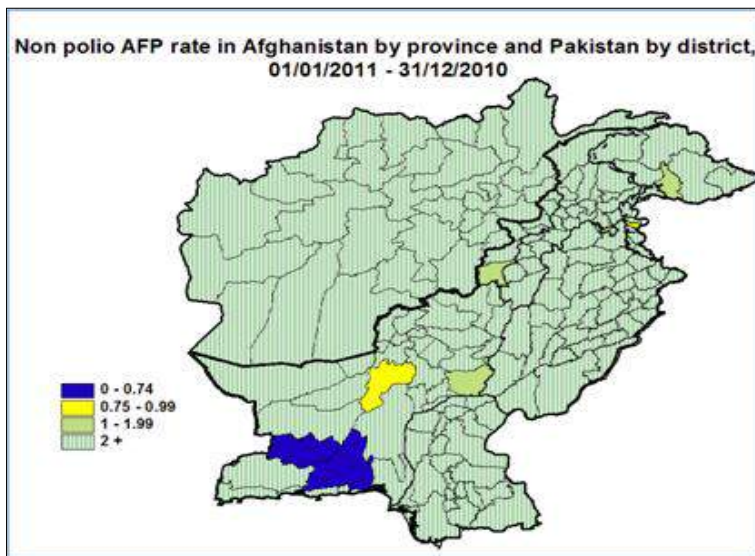 Non polio AFP rate in Afghanistan by province and Pakistan by district,
01/01/2011 - 31/12/2010
0 - 0.74
0.75 - 0.99
1 - 1.99
2 +